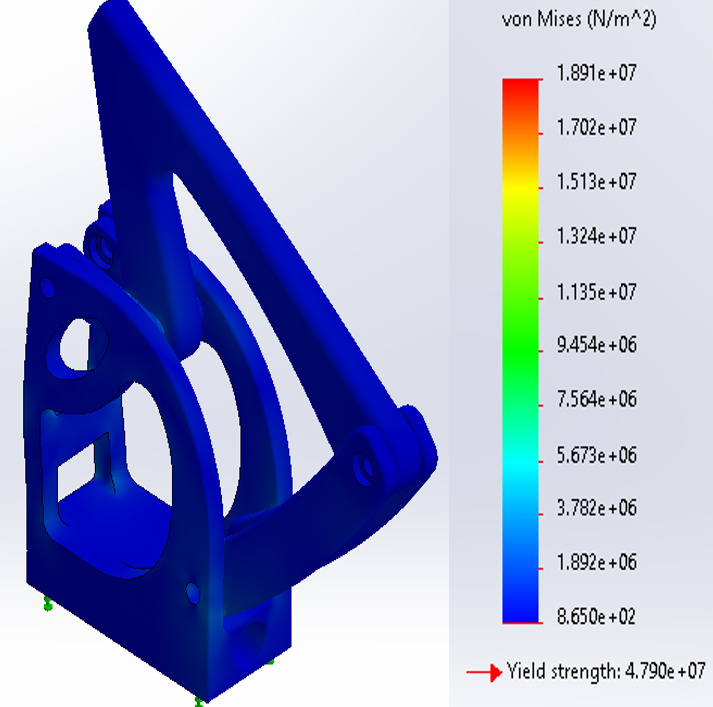 von Mises (N/m^2)
1.891e+07
1.702e+07
1.513e+07
1.324e+07
1.135e+07
9.454e+06
7.564e+06
5.673e+06
3.782e+06
1.892e+06
8.650e+02
Yield strength: 4.790e+07